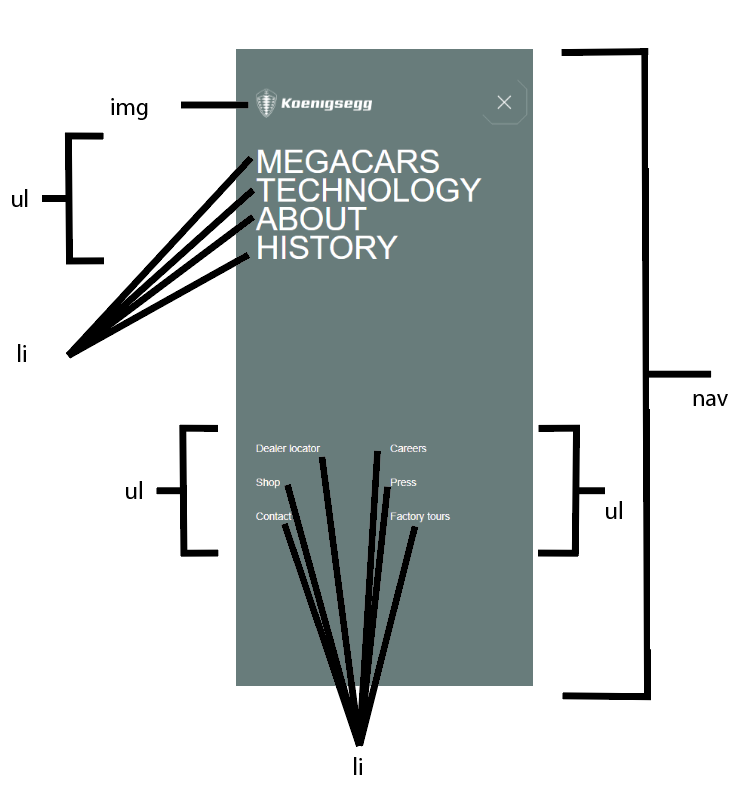 img
Koenigsegg
MEGACARS
ul
TECHNOLOGY
ABOUT
HISTORY
li
nav
Dealer locator
Careers
ul
Shop
Press
ul
Contact
Factory tours
li